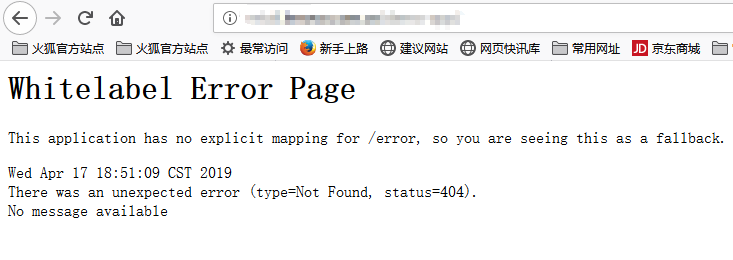 火狐官方站点 火狐官方站点 最常访问 新手上路 建议网站 网页快讯库 常用网址 JD 京东商城
Whitelabel Error Page
This application has no explicit mapping for /error, so you are seeing this as a fallback.
Wed Apr 17 18:51:09 CST 2019
There was an unexpected error (type=Not Found, status=404).
No message available